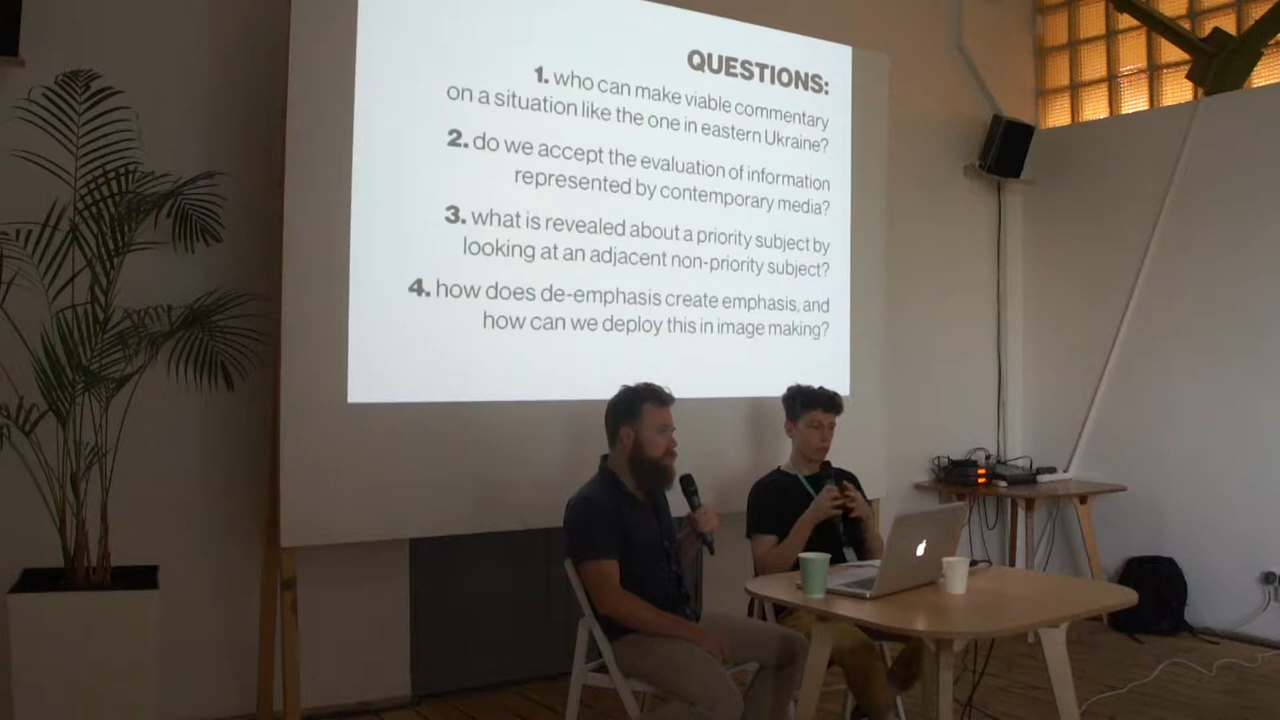 QUESTIONS:
1. who can make viable commentary
on a situation like the one in eastern Ukraine?
2. do we accept the evaluation of information
represented by contemporary media?
3. what is revealed about a priority subject by
looking at an adjacent non-priority subject?
4. how does de-emphasis create emphasis, and
how can we deploy this in image making?